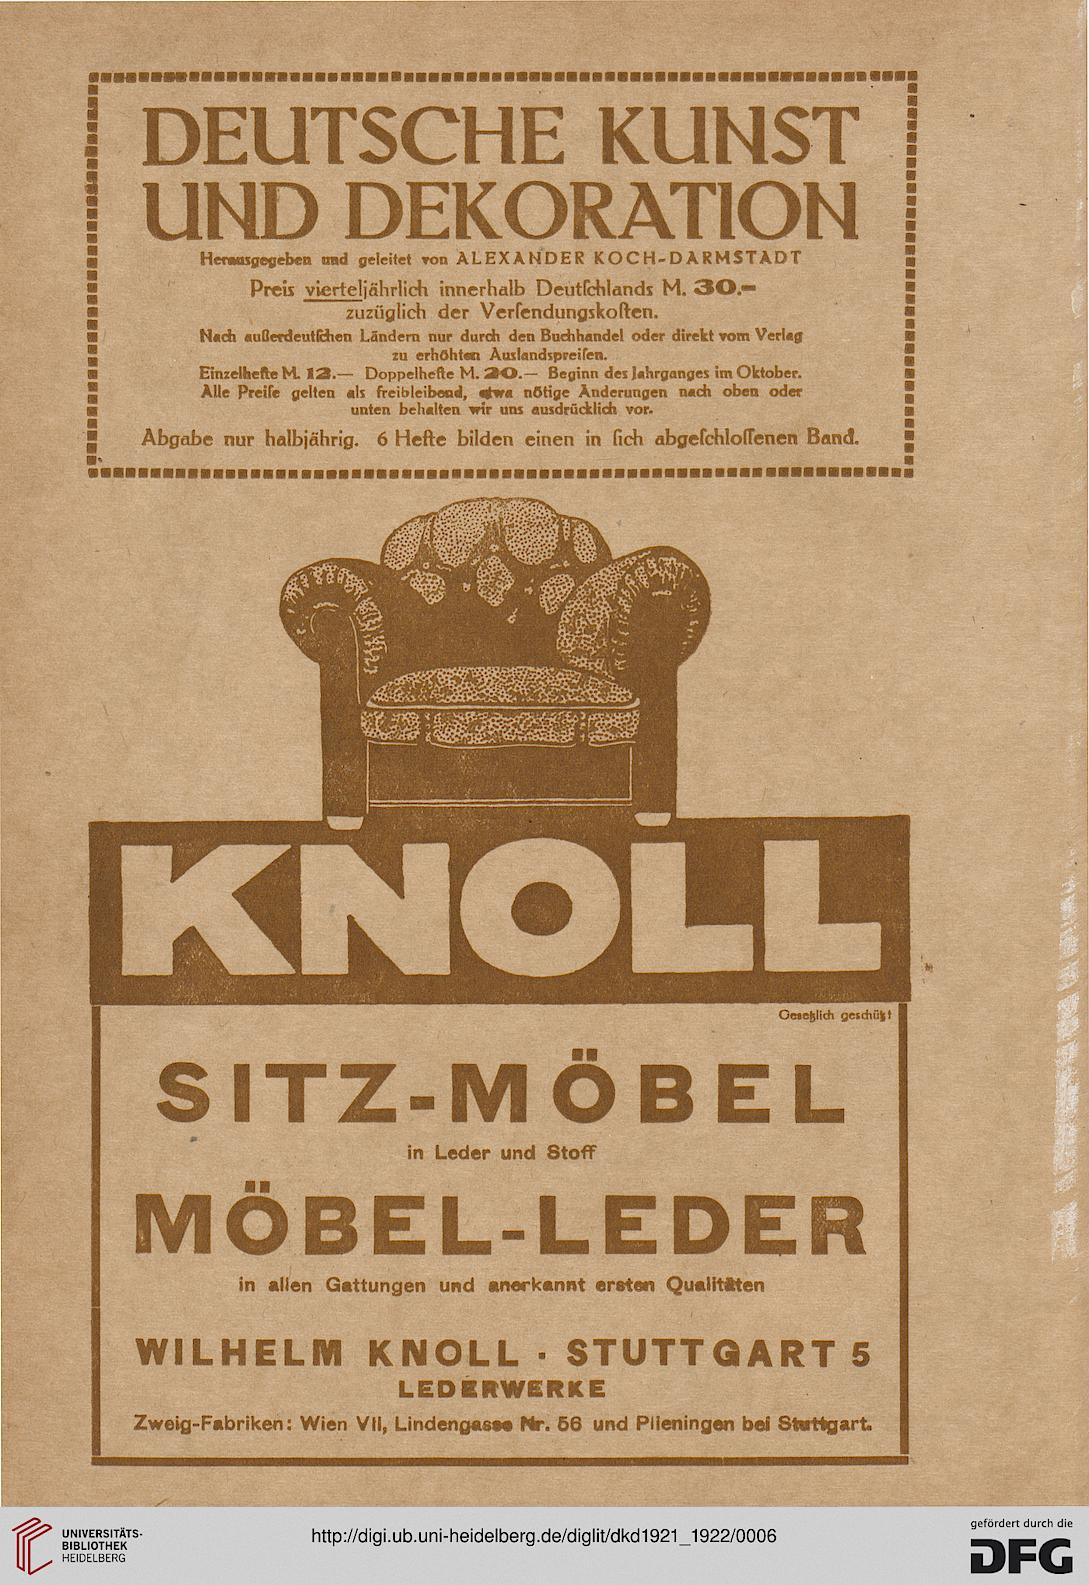 DEUTSCHE KUNST
UND DEKORATION
Herausgegeben und geleitet von ALEXANDER KOCH-DARMSTADT
Preis vierteljährlich innerhalb Deutſchlands M. 30.-
zuzüglich der Verſendungskoſten.
Nach außerdeutſchen Ländern nur durch den Buchhandel oder direkt vom Verlag
zu erhöhten Auslandspreiſen.
Einzelhefte M. 12.— Doppelhefte M. 20.— Beginn des Jahrganges im Oktober.
Alle Preiſe gelten als freibleibend, etwa nötige Änderungen nach oben oder
unten behalten wir uns ausdrücklich vor.
Abgabe nur halbjährig. 6 Hefte bilden einen in ſich abgeſchloſſenen Band.
KNOLL
Gesetzlich geschützt
SITZ-MÖBEL
in Leder und Stoff
MÖBEL-LEDER
in allen Gattungen und anerkannt ersten Qualitäten
WILHELM KNOLL · STUTTGART 5
LEDERWERKE
Zweig-Fabriken: Wien VII, Lindengasse Nr. 56 und Plieningen bei Stuttgart.
UNIVERSITÄTS-
BIBLIOTHEK
HEIDELBERG
http://digi.ub.uni-heidelberg.de/diglit/dkd1921_1922/0006
gefördert durch die
DFG